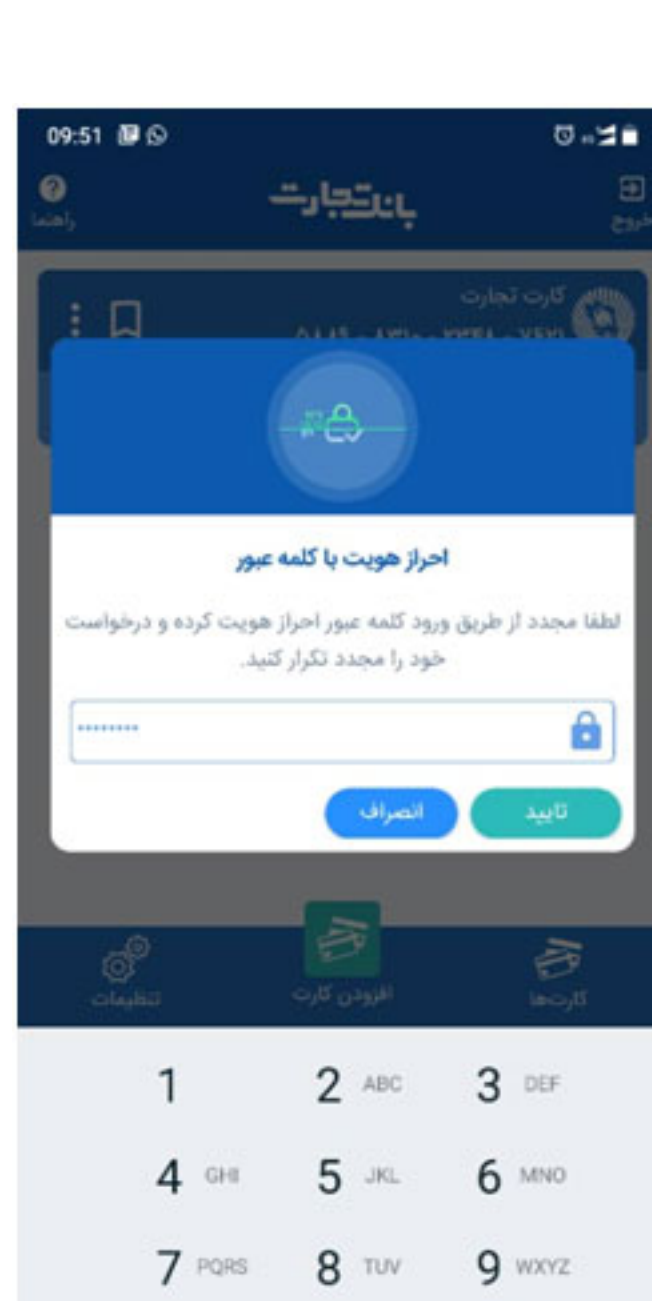 09:51
راهنما
بانک تجارت
خروج
کارت تجارت
احراز هویت با کلمه عبور
لطفا مجدد از طریق ورود کلمه عبور احراز هویت کرده و درخواست
خود را مجدد تکرار کنید.
********
تایید
انصراف
کارت‌ها
افزودن کارت
تنظیمات
1 2 ABC 3 DEF
4 GHI 5 JKL 6 MNO
7 PQRS 8 TUV 9 WXYZ